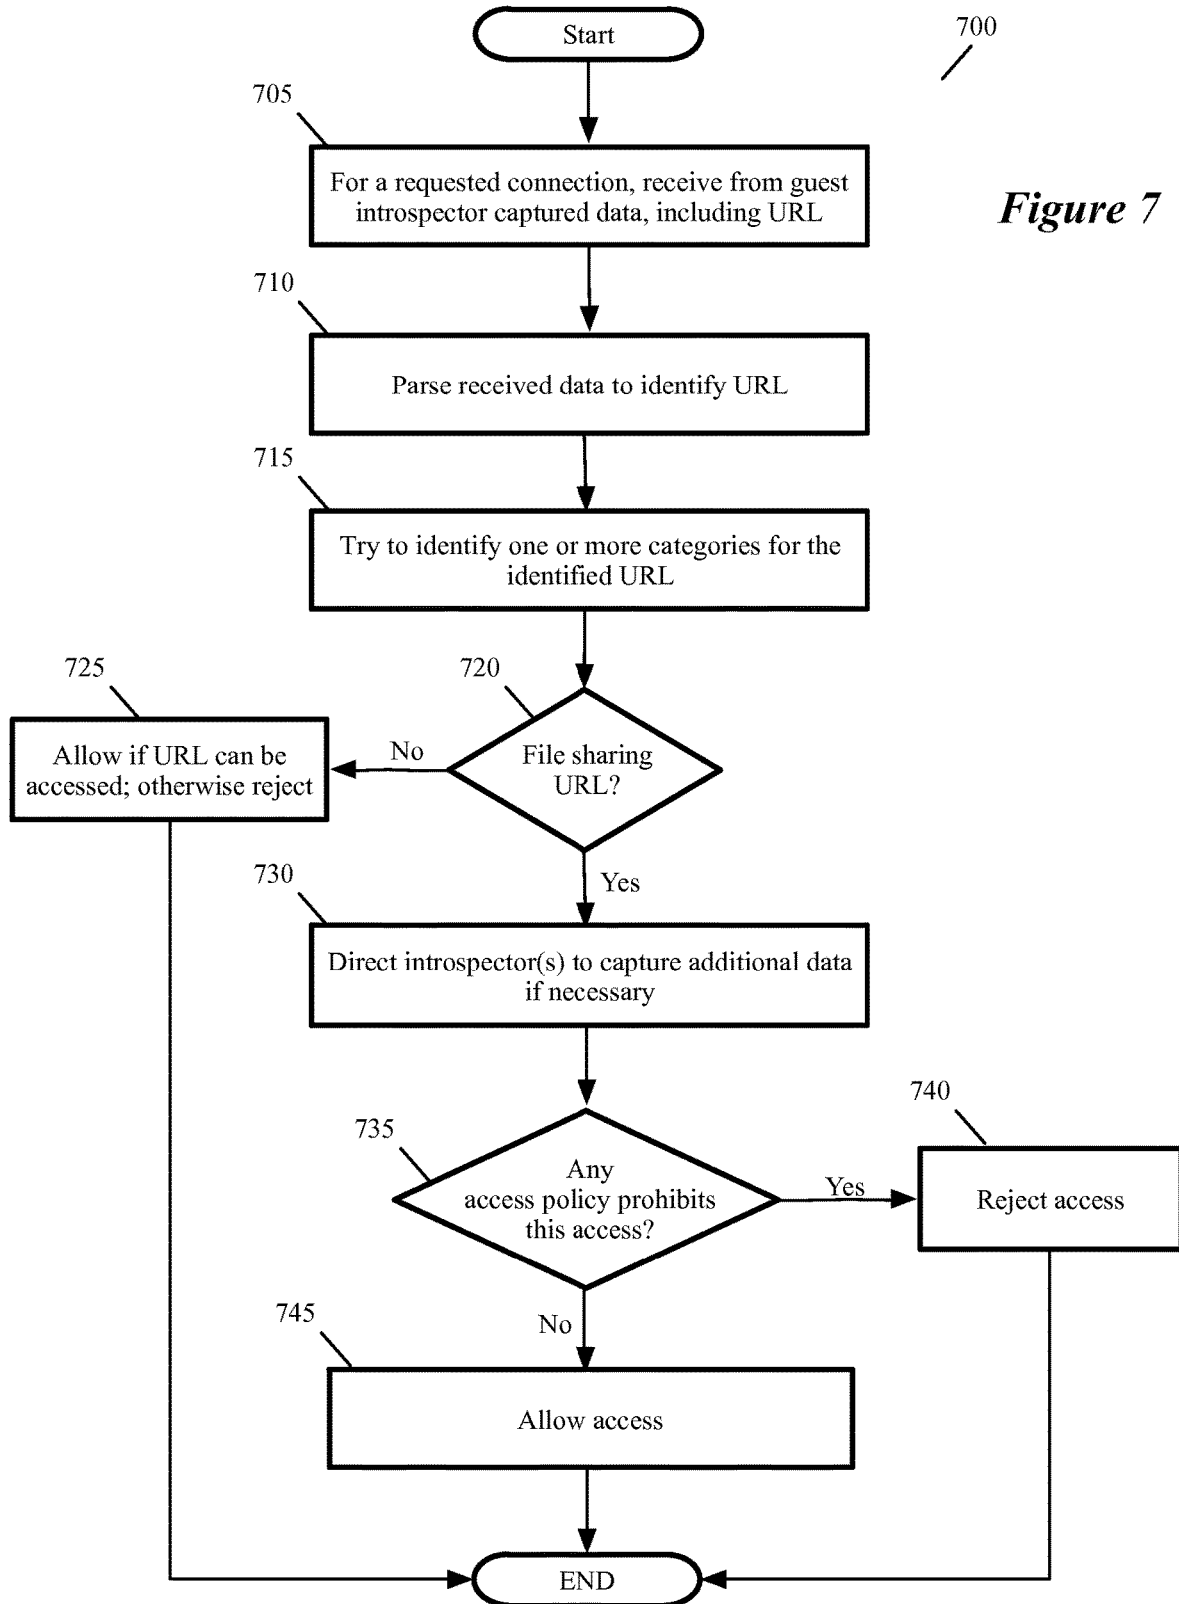 Start
700
705
For a requested connection, receive from guest
introspector captured data, including URL
Figure 7
710
Parse received data to identify URL
715
Try to identify one or more categories for the
identified URL
725
720
Allow if URL can be
accessed; otherwise reject
No
File sharing
URL?
Yes
730
Direct introspector(s) to capture additional data
if necessary
735
740
Any
access policy prohibits
this access?
Yes
Reject access
No
745
Allow access
END